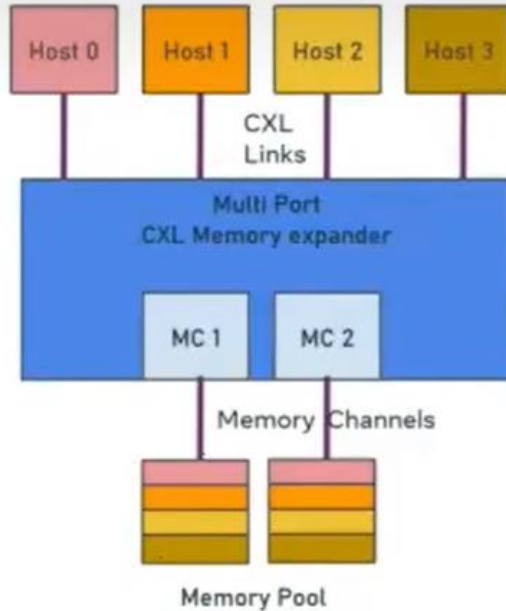 Host 0
Host 1
Host 2
Host 3
CXL
Links
Multi Port
CXL Memory expander
MC 1
MC 2
Memory Channels
Memory Pool